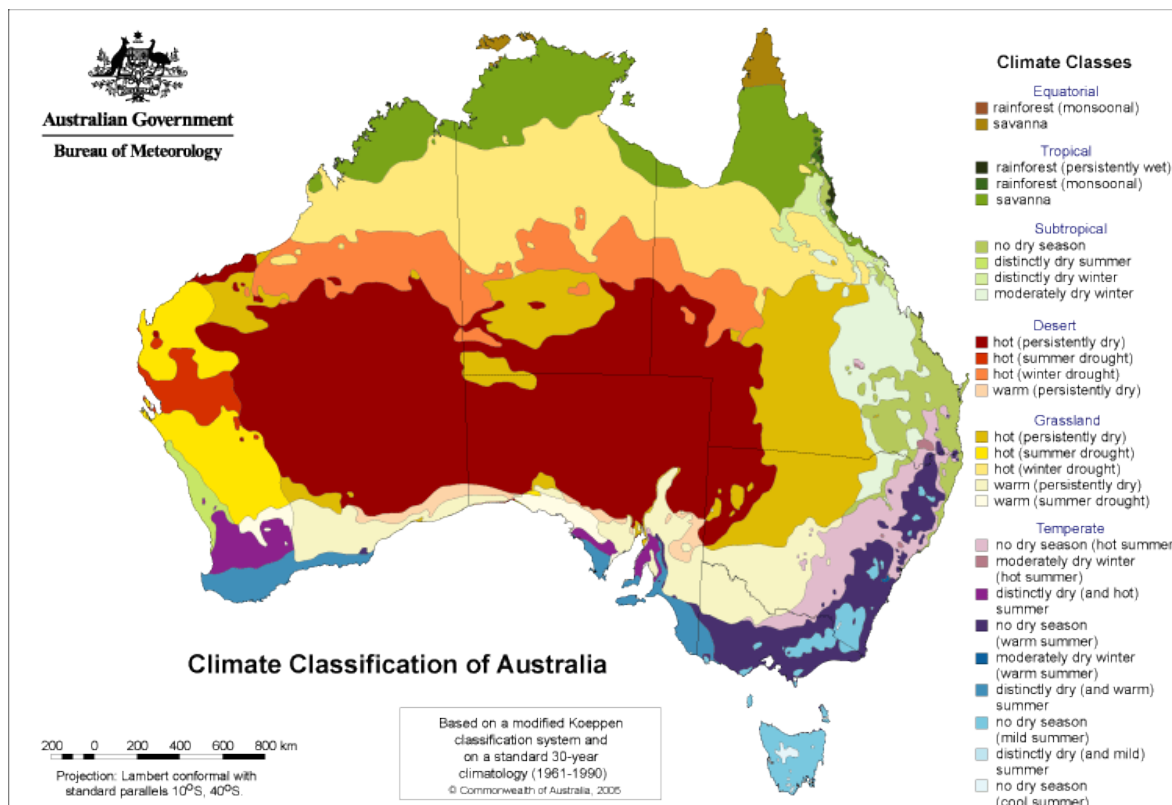 Australian Government
Bureau of Meteorology
Climate Classes
Equatorial
rainforest (monsoonal)
savanna
Tropical
rainforest (persistently wet)
rainforest (monsoonal)
savanna
Subtropical
no dry season
distinctly dry summer
distinctly dry winter
moderately dry winter
Desert
hot (persistently dry)
hot (summer drought)
hot (winter drought)
warm (persistently dry)
Grassland
hot (persistently dry)
hot (summer drought)
hot (winter drought)
warm (persistently dry)
warm (summer drought)
Temperate
no dry season (hot summer
moderately dry winter
(hot summer)
distinctly dry (and hot)
summer
no dry season
(warm summer)
moderately dry winter
(warm summer)
distinctly dry (and warm)
summer
no dry season
(mild summer)
distinctly dry (and mild)
summer
no dry season
(cool summer)
Climate Classification of Australia
Based on a modified Koeppen
classification system and
on a standard 30-year
climatology (1961-1990)
© Commonwealth of Australia, 2005
200 0 200 400 600 800 km
Projection: Lambert conformal with
standard parallels 10ºS, 40ºS.